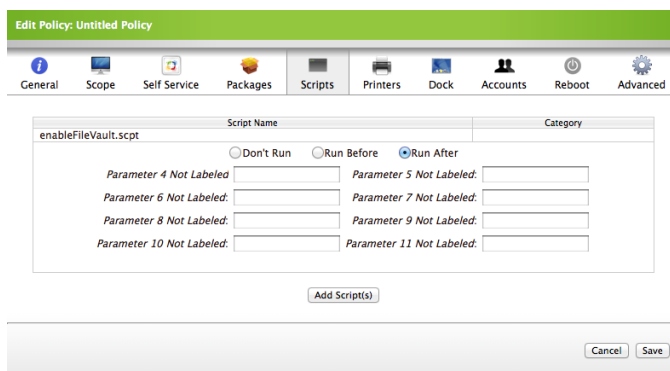 Edit Policy: Untitled Policy
General Scope Self Service Packages Scripts Printers Dock Accounts Reboot Advanced
Script Name Category
enableFileVault.scpt
Don't Run Run Before Run After
Parameter 4 Not Labeled Parameter 5 Not Labeled:
Parameter 6 Not Labeled: Parameter 7 Not Labeled:
Parameter 8 Not Labeled: Parameter 9 Not Labeled:
Parameter 10 Not Labeled: Parameter 11 Not Labeled:
Add Script(s)
Cancel Save